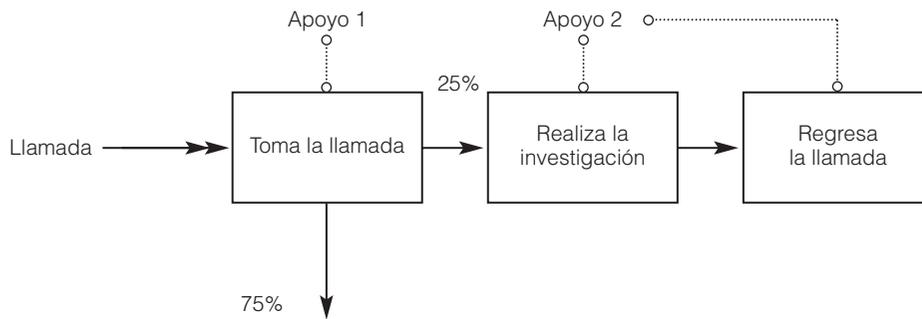 Apoyo 1
Apoyo 2
25%
Llamada
Toma la llamada
Realiza la
investigación
Regresa
la llamada
75%